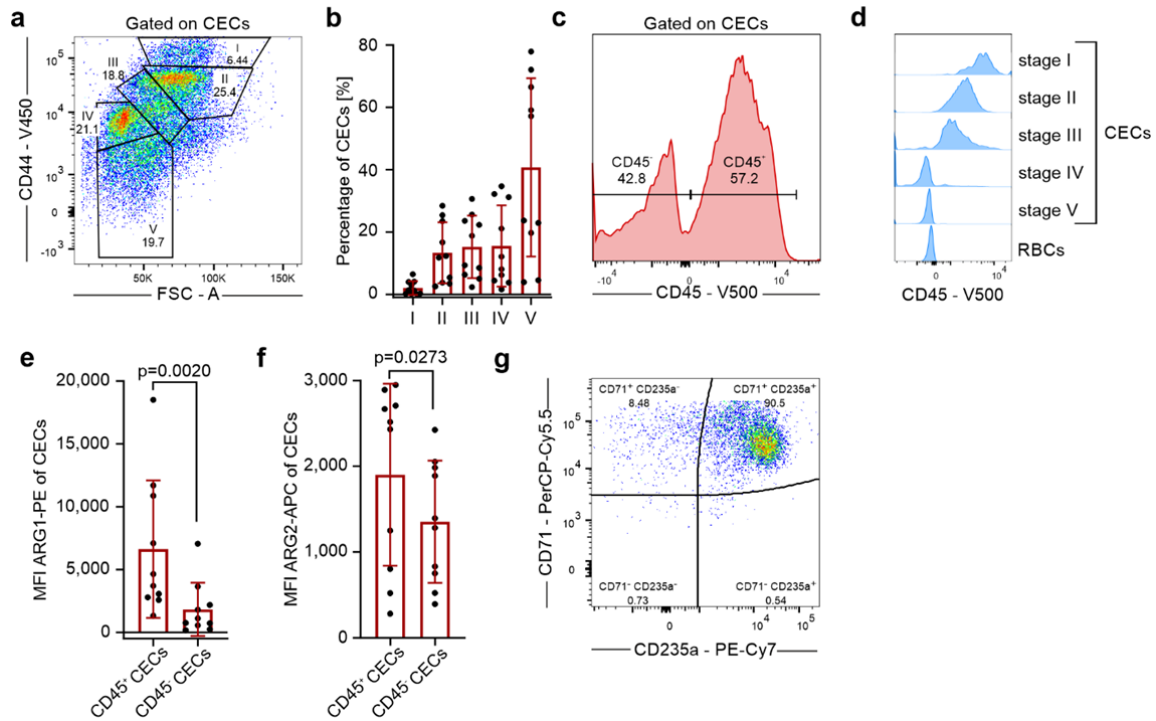 a
Gated on CECs
CD44 - V450
10⁵
10⁴
10³
0
-10³
I
6.44
II
25.4
III
18.8
IV
21.1
V
19.7
50K
100K
150K
FSC - A
b
Percentage of CECs [%]
80
60
40
20
0
I II III IV V
c
Gated on CECs
CD45⁻
42.8
CD45⁺
57.2
-10⁴ 0 10⁴
CD45 - V500
d
stage I
stage II
stage III
stage IV
stage V
RBCs
CECs
0 10⁴
CD45 - V500
e
p=0.0020
MFI ARG1-PE of CECs
20,000
15,000
10,000
5,000
0
CD45⁺ CECs
CD45⁻ CECs
f
p=0.0273
MFI ARG2-APC of CECs
3,000
2,000
1,000
0
CD45⁺ CECs
CD45⁻ CECs
g
CD71 - PerCP-Cy5.5
10⁵
10⁴
10³
0
CD71⁺ CD235a⁻
8.48
CD71⁺ CD235a⁺
90.5
CD71⁻ CD235a⁻
0.73
CD71⁻ CD235a⁺
0.54
0 10⁴ 10⁵
CD235a - PE-Cy7